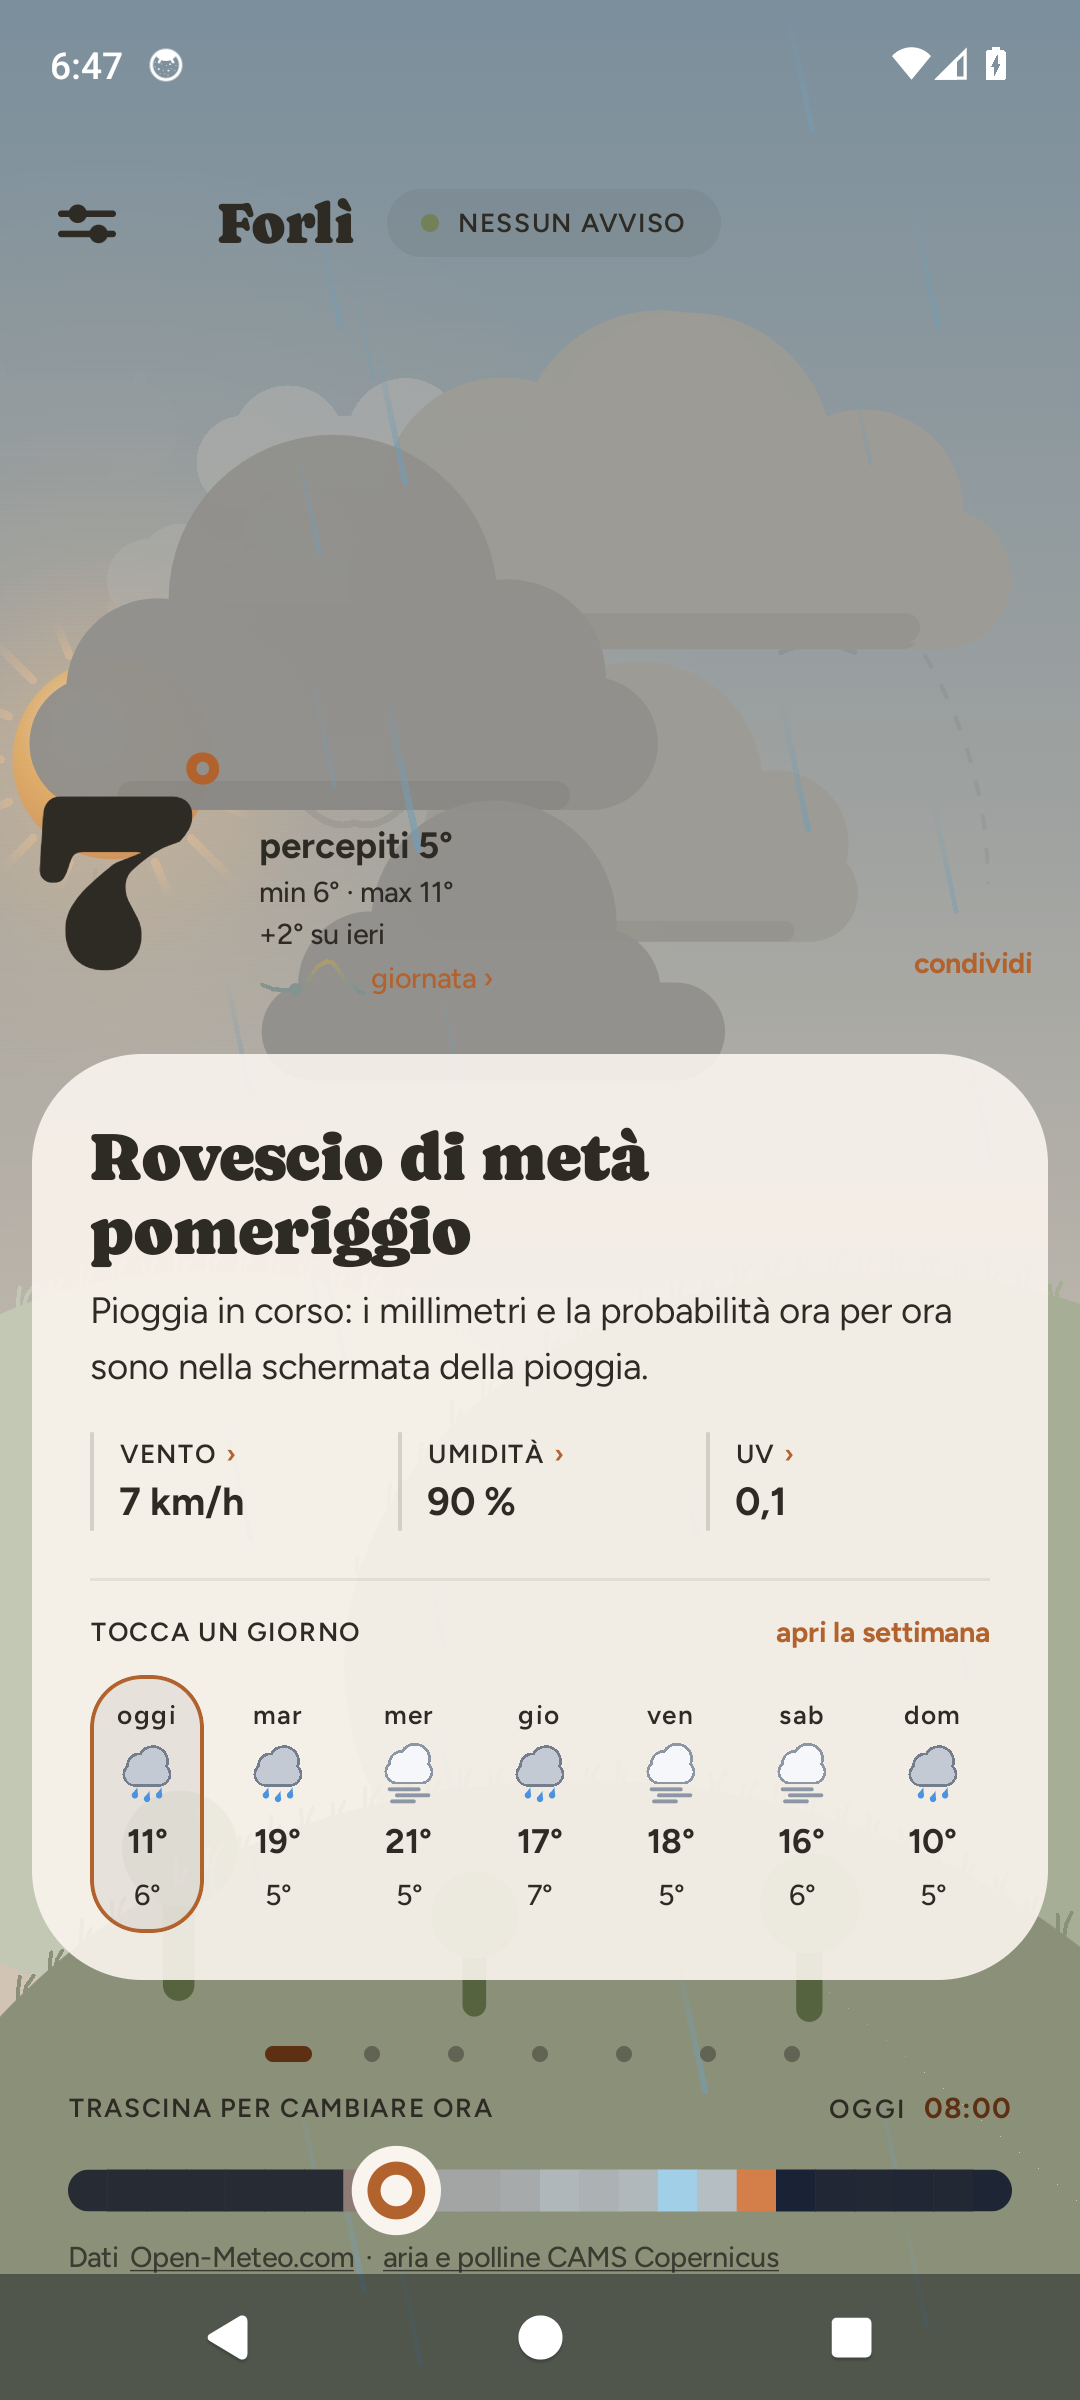 6:47
Forlì
NESSUN AVVISO
7
percepiti 5°
min 6° · max 11°
+2° su ieri
giornata ›
condividi
Rovescio di metà
pomeriggio
Pioggia in corso: i millimetri e la probabilità ora per ora
sono nella schermata della pioggia.
VENTO › UMIDITÀ › UV ›
7 km/h 90 % 0,1
TOCCA UN GIORNO apri la settimana
oggi mar mer gio ven sab dom
11° 19° 21° 17° 18° 16° 10°
6° 5° 5° 7° 5° 6° 5°
TRASCINA PER CAMBIARE ORA OGGI 08:00
Dati Open-Meteo.com · aria e polline CAMS Copernicus